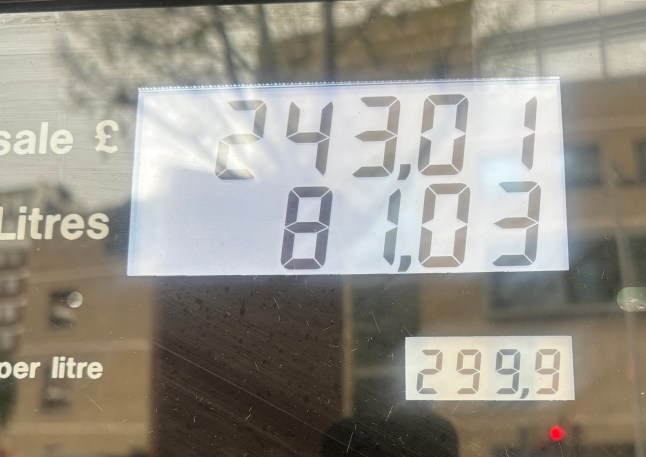 sale £ 243,01
Litres 81,03
per litre 299,9